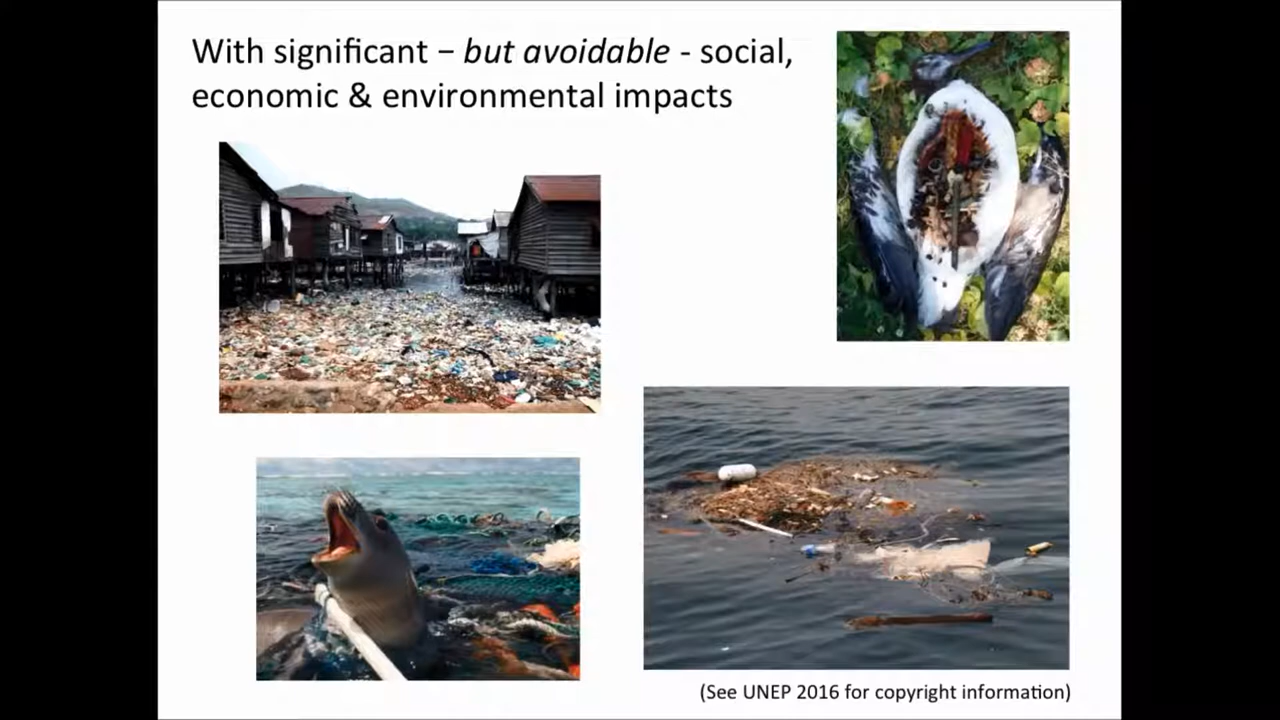 With significant – but avoidable - social,
economic & environmental impacts
(See UNEP 2016 for copyright information)